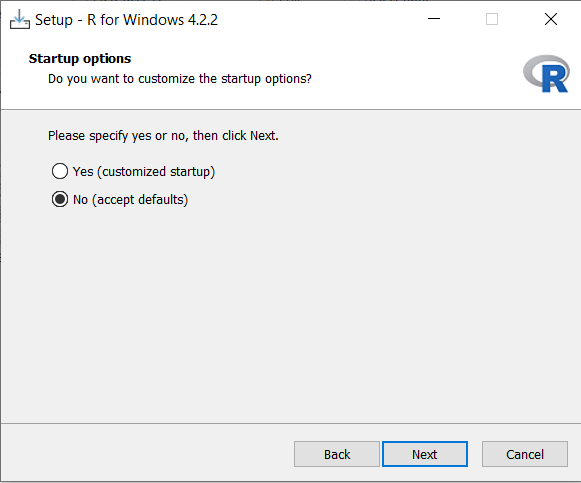 Setup - R for Windows 4.2.2
Startup options
Do you want to customize the startup options?
R
Please specify yes or no, then click Next.
Yes (customized startup)
No (accept defaults)
Back
Next
Cancel